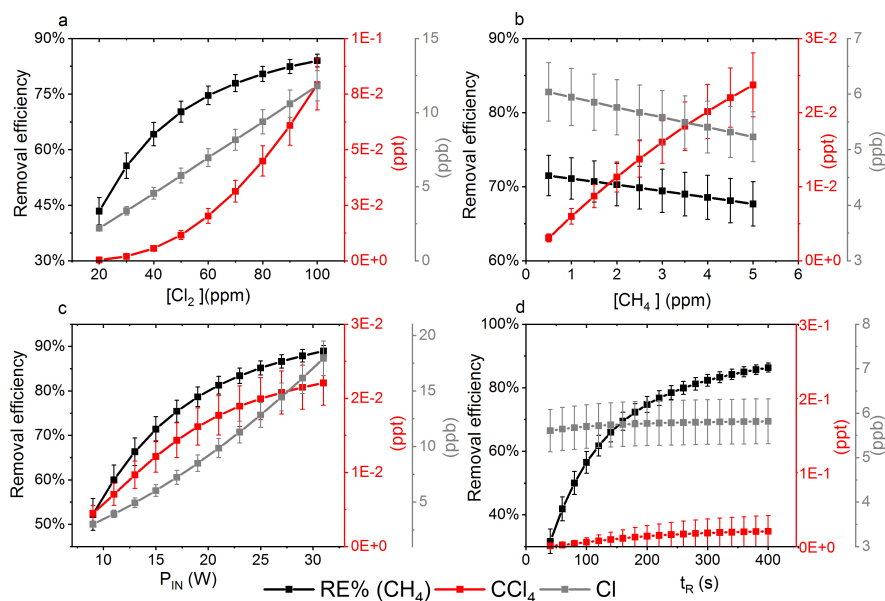 a
90%
75%
60%
45%
30%
Removal efficiency
20 40 60 80 100
[Cl2](ppm)
1E-1
8E-2
5E-2
3E-2
0E+0
(ppt)
15
10
5
0
(ppb)
b
90%
80%
70%
60%
Removal efficiency
0 1 2 3 4 5 6
[CH4] (ppm)
3E-2
2E-2
1E-2
0E+0
(ppt)
7
6
5
4
3
(ppb)
c
90%
80%
70%
60%
50%
Removal efficiency
10 15 20 25 30
PIN (W)
3E-2
2E-2
1E-2
0E+0
(ppt)
20
15
10
5
(ppb)
d
100%
80%
60%
40%
Removal efficiency
0 100 200 300 400
tR (s)
3E-1
2E-1
1E-1
0E+0
(ppt)
8
7
6
5
4
3
(ppb)
RE% (CH4) CCl4 Cl